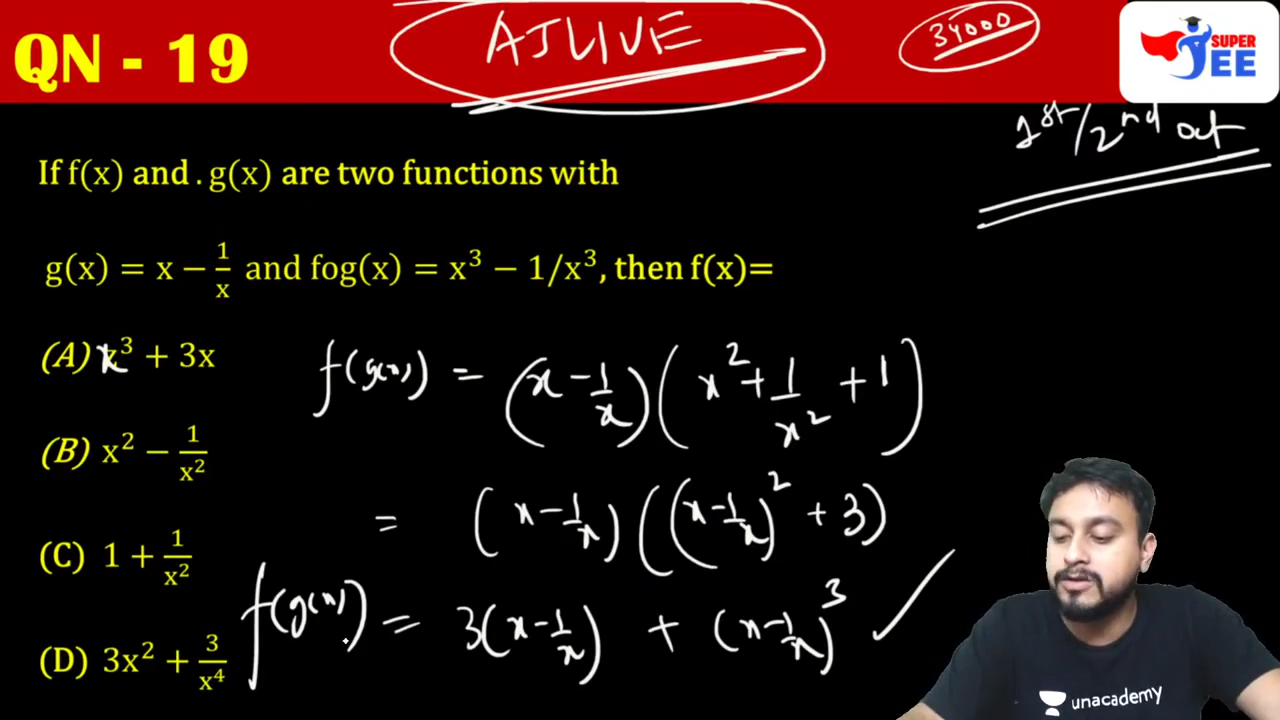 QN - 19
AJLIVE
34000
SUPER
JEE
1st/2nd oct
If f(x) and . g(x) are two functions with
g(x) = x − 1/x and fog(x) = x³ − 1/x³, then f(x)=
(A) x³ + 3x
f(g(x)) = (x − 1/x)(x² + 1/x² + 1)
(B) x² − 1/x²
= (x − 1/x)((x − 1/x)² + 3)
(C) 1 + 1/x²
f(g(x)) = 3(x − 1/x) + (x − 1/x)³
(D) 3x² + 3/x⁴
unacademy